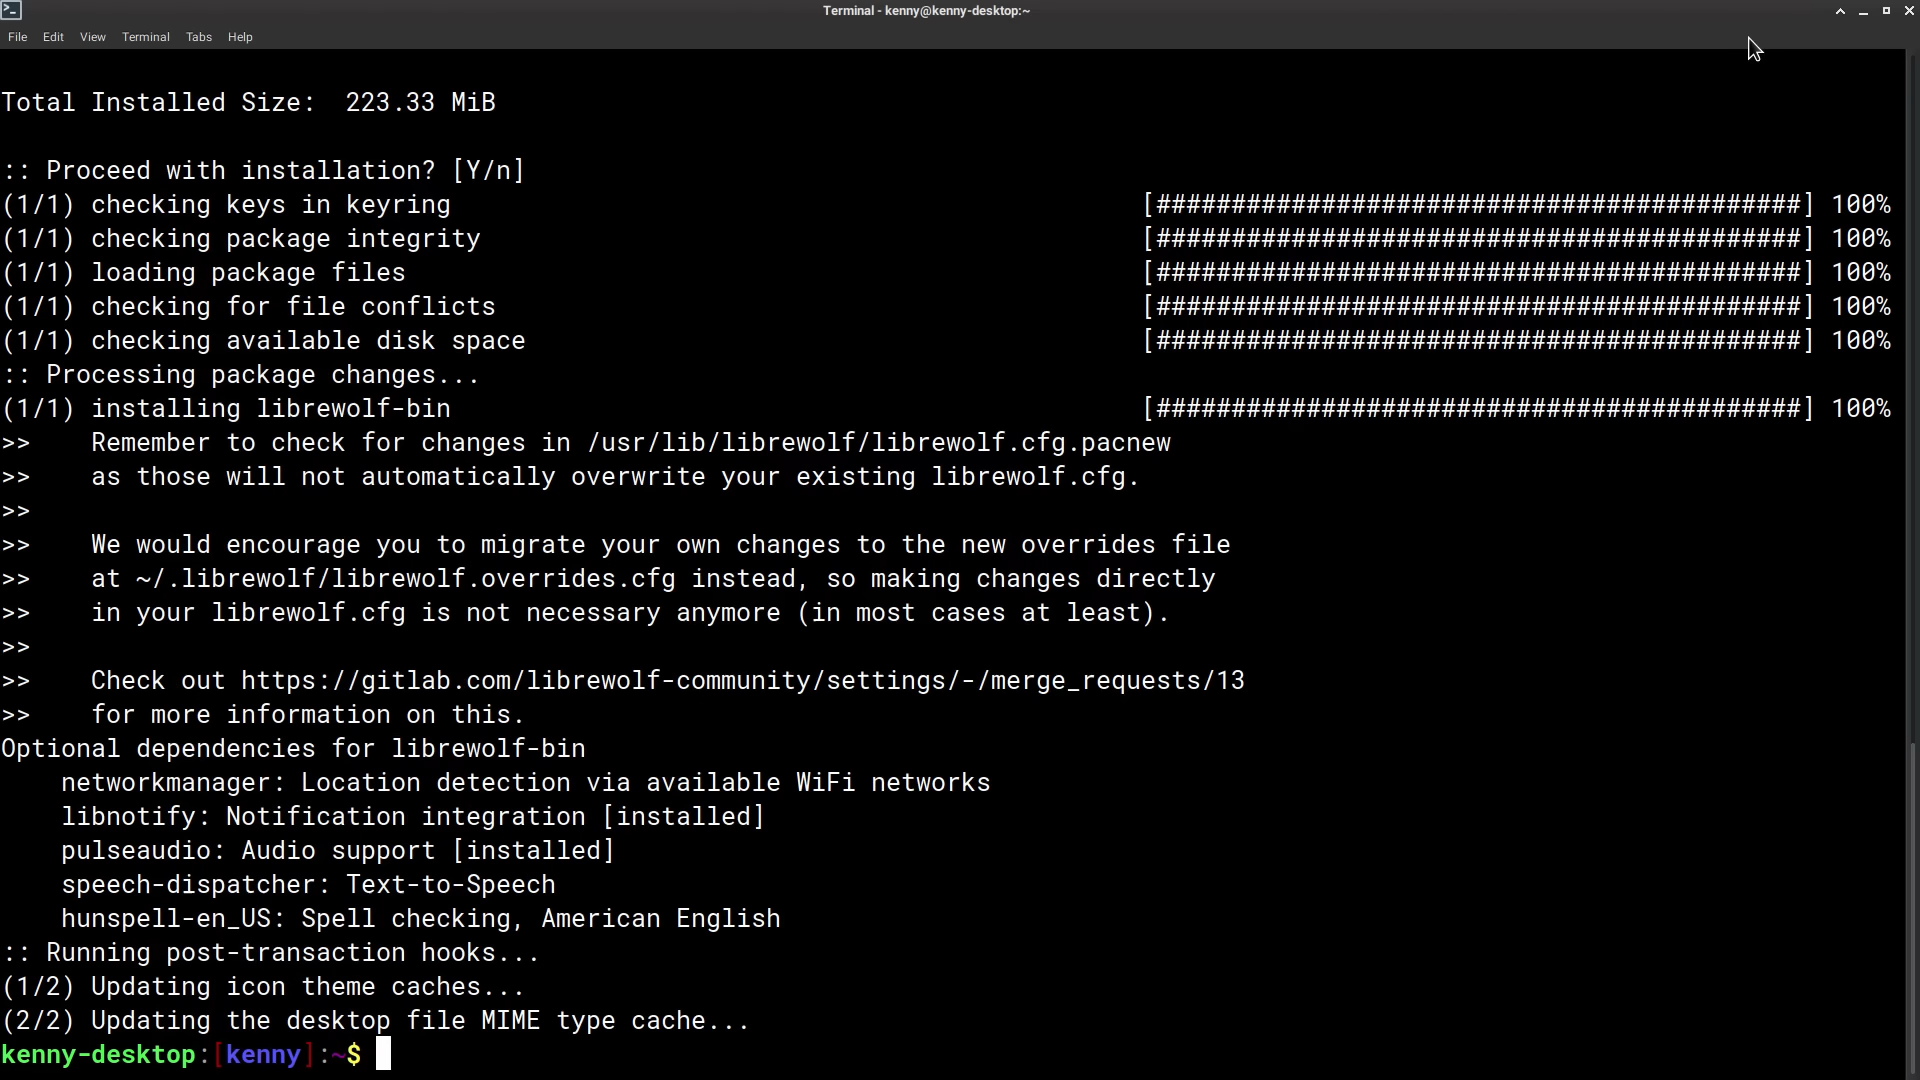 Terminal - kenny@kenny-desktop:~
File Edit View Terminal Tabs Help
Total Installed Size:  223.33 MiB
:: Proceed with installation? [Y/n]
(1/1) checking keys in keyring [###########################################] 100%
(1/1) checking package integrity [###########################################] 100%
(1/1) loading package files [###########################################] 100%
(1/1) checking for file conflicts [###########################################] 100%
(1/1) checking available disk space [###########################################] 100%
:: Processing package changes...
(1/1) installing librewolf-bin [###########################################] 100%
>>    Remember to check for changes in /usr/lib/librewolf/librewolf.cfg.pacnew
>>    as those will not automatically overwrite your existing librewolf.cfg.
>>
>>    We would encourage you to migrate your own changes to the new overrides file
>>    at ~/.librewolf/librewolf.overrides.cfg instead, so making changes directly
>>    in your librewolf.cfg is not necessary anymore (in most cases at least).
>>
>>    Check out https://gitlab.com/librewolf-community/settings/-/merge_requests/13
>>    for more information on this.
Optional dependencies for librewolf-bin
    networkmanager: Location detection via available WiFi networks
    libnotify: Notification integration [installed]
    pulseaudio: Audio support [installed]
    speech-dispatcher: Text-to-Speech
    hunspell-en_US: Spell checking, American English
:: Running post-transaction hooks...
(1/2) Updating icon theme caches...
(2/2) Updating the desktop file MIME type cache...
kenny-desktop:[kenny]:~$